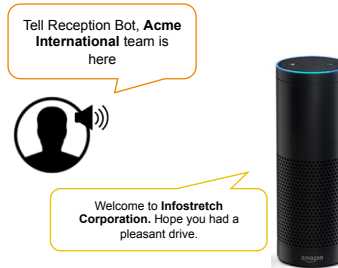 Tell Reception Bot, Acme
International team is
here
Welcome to Infostretch
Corporation. Hope you had a
pleasant drive.
amazon